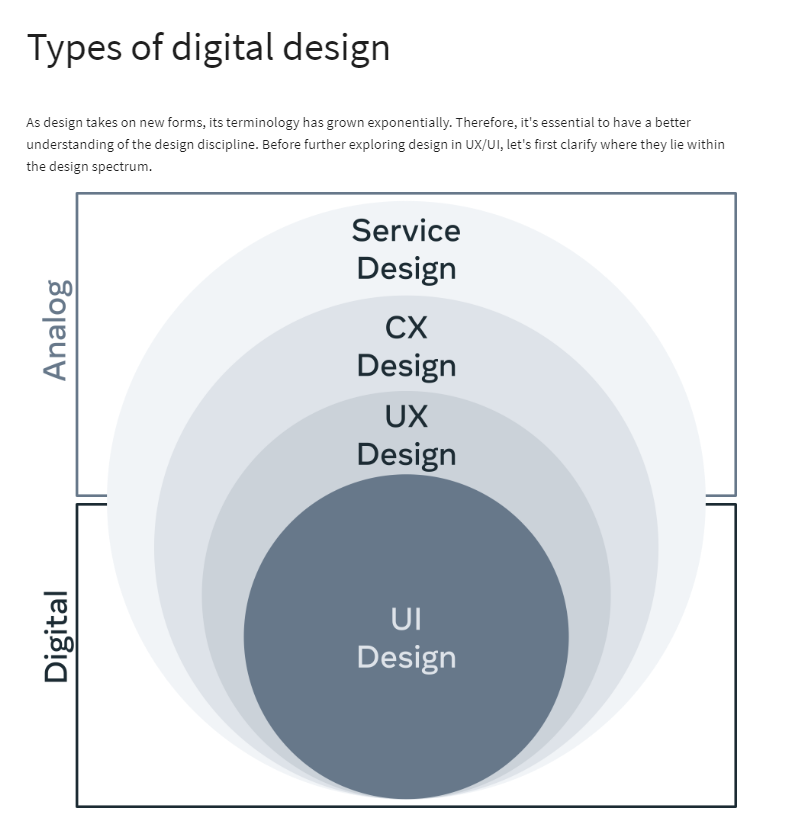 Types of digital design
As design takes on new forms, its terminology has grown exponentially. Therefore, it's essential to have a better
understanding of the design discipline. Before further exploring design in UX/UI, let's first clarify where they lie within
the design spectrum.
Analog
Service
Design
CX
Design
UX
Design
Digital
UI
Design